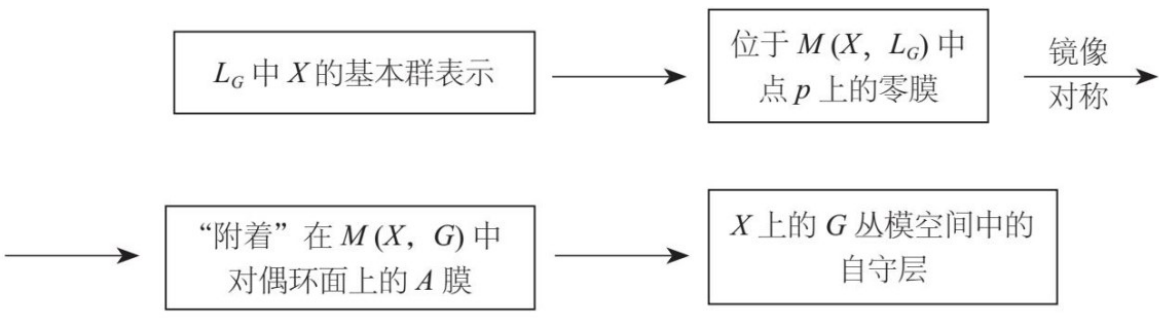 L_G 中 X 的基本群表示
位于 M (X, L_G) 中
点 p 上的零膜
镜像
对称
“附着”在 M (X, G) 中
对偶环面上的 A 膜
X 上的 G 丛模空间中的
自守层